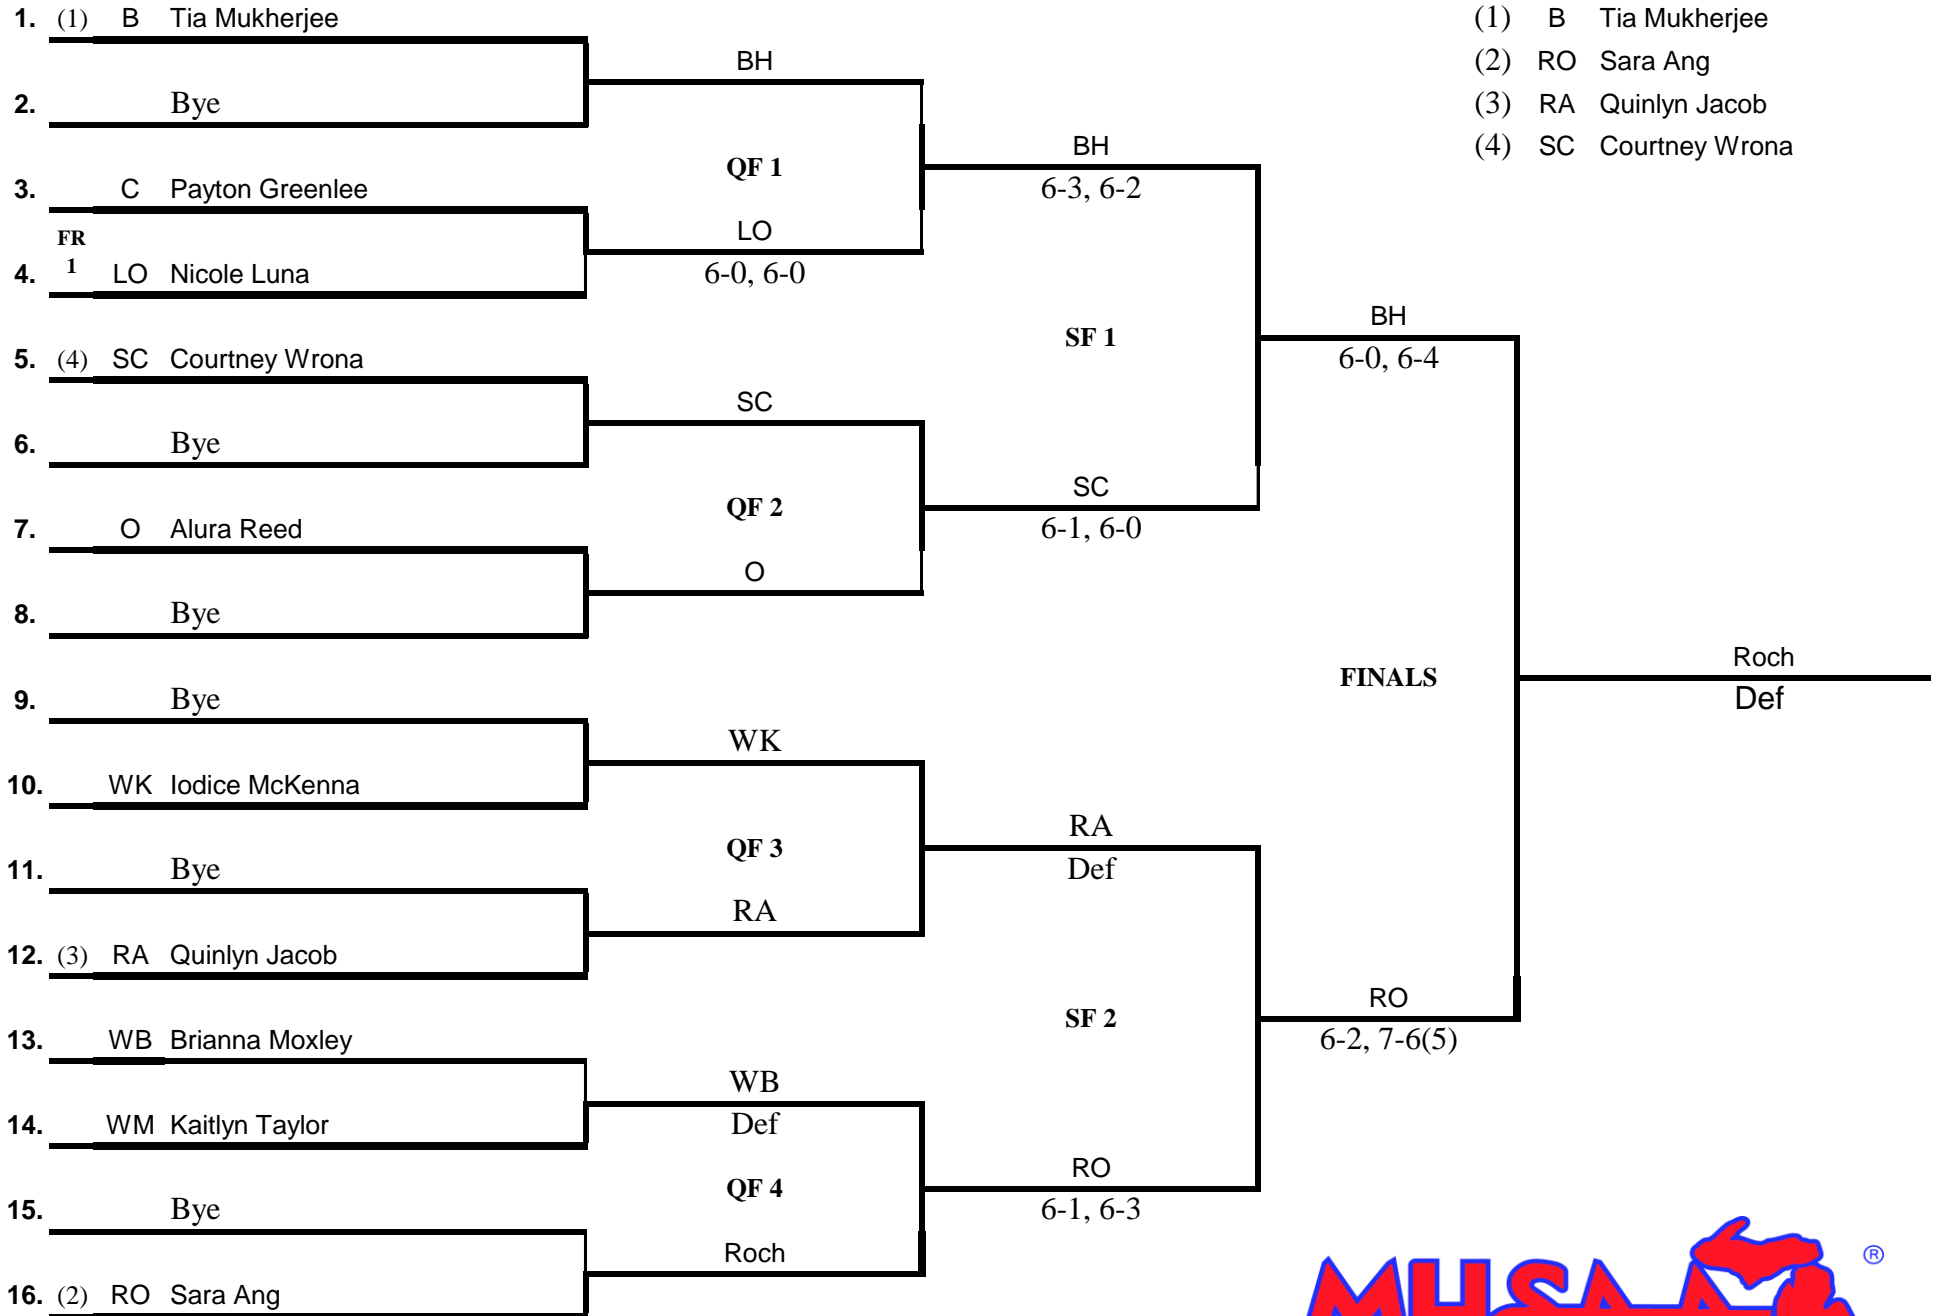 1. (1) B Tia Mukherjee
(1) B Tia Mukherjee
BH
(2) RO Sara Ang
2. Bye
(3) RA Quinlyn Jacob
BH
(4) SC Courtney Wrona
QF 1
3. C Payton Greenlee
6-3, 6-2
FR
LO
1
4. LO Nicole Luna
6-0, 6-0
BH
SF 1
5. (4) SC Courtney Wrona
6-0, 6-4
SC
6. Bye
SC
QF 2
7. O Alura Reed
6-1, 6-0
O
8. Bye
Roch
FINALS
9. Bye
Def
WK
10. WK Iodice McKenna
RA
QF 3
11. Bye
Def
RA
12. (3) RA Quinlyn Jacob
RO
SF 2
13. WB Brianna Moxley
6-2, 7-6(5)
WB
14. WM Kaitlyn Taylor
Def
RO
QF 4
15. Bye
6-1, 6-3
Roch
16. (2) RO Sara Ang
MHSAA ®